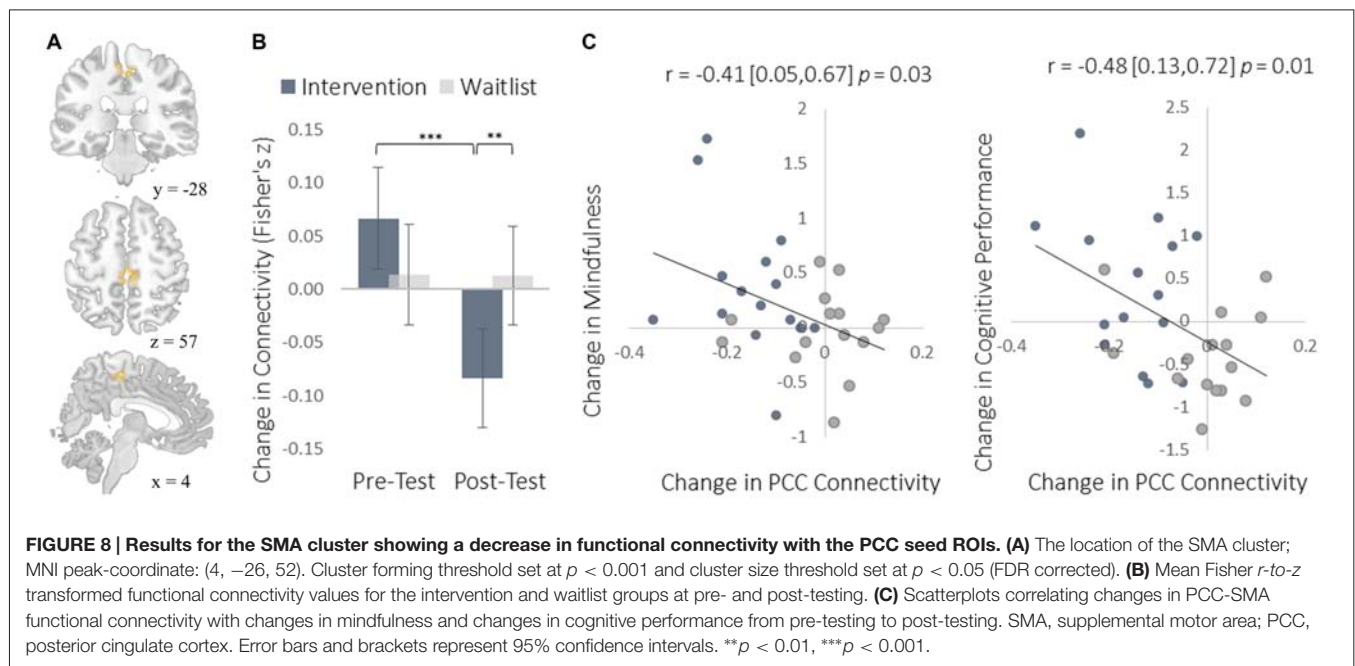 A
y = -28
z = 57
x = 4
B
Intervention Waitlist
Change in Connectivity (Fisher's z)
0.15
0.10
0.05
0.00
-0.05
-0.10
-0.15
*** **
Pre-Test Post-Test
C
r = -0.41 [0.05,0.67] p = 0.03
Change in Mindfulness
2
1.5
1
0.5
0
-0.5
-1
-0.4 -0.2 0 0.2
Change in PCC Connectivity
r = -0.48 [0.13,0.72] p = 0.01
Change in Cognitive Performance
2.5
2
1.5
1
0.5
0
-0.5
-1
-1.5
-0.4 -0.2 0 0.2
Change in PCC Connectivity
FIGURE 8 | Results for the SMA cluster showing a decrease in functional connectivity with the PCC seed ROIs. (A) The location of the SMA cluster;
MNI peak-coordinate: (4, −26, 52). Cluster forming threshold set at p < 0.001 and cluster size threshold set at p < 0.05 (FDR corrected). (B) Mean Fisher r-to-z
transformed functional connectivity values for the intervention and waitlist groups at pre- and post-testing. (C) Scatterplots correlating changes in PCC-SMA
functional connectivity with changes in mindfulness and changes in cognitive performance from pre-testing to post-testing. SMA, supplemental motor area; PCC,
posterior cingulate cortex. Error bars and brackets represent 95% confidence intervals. **p < 0.01, ***p < 0.001.